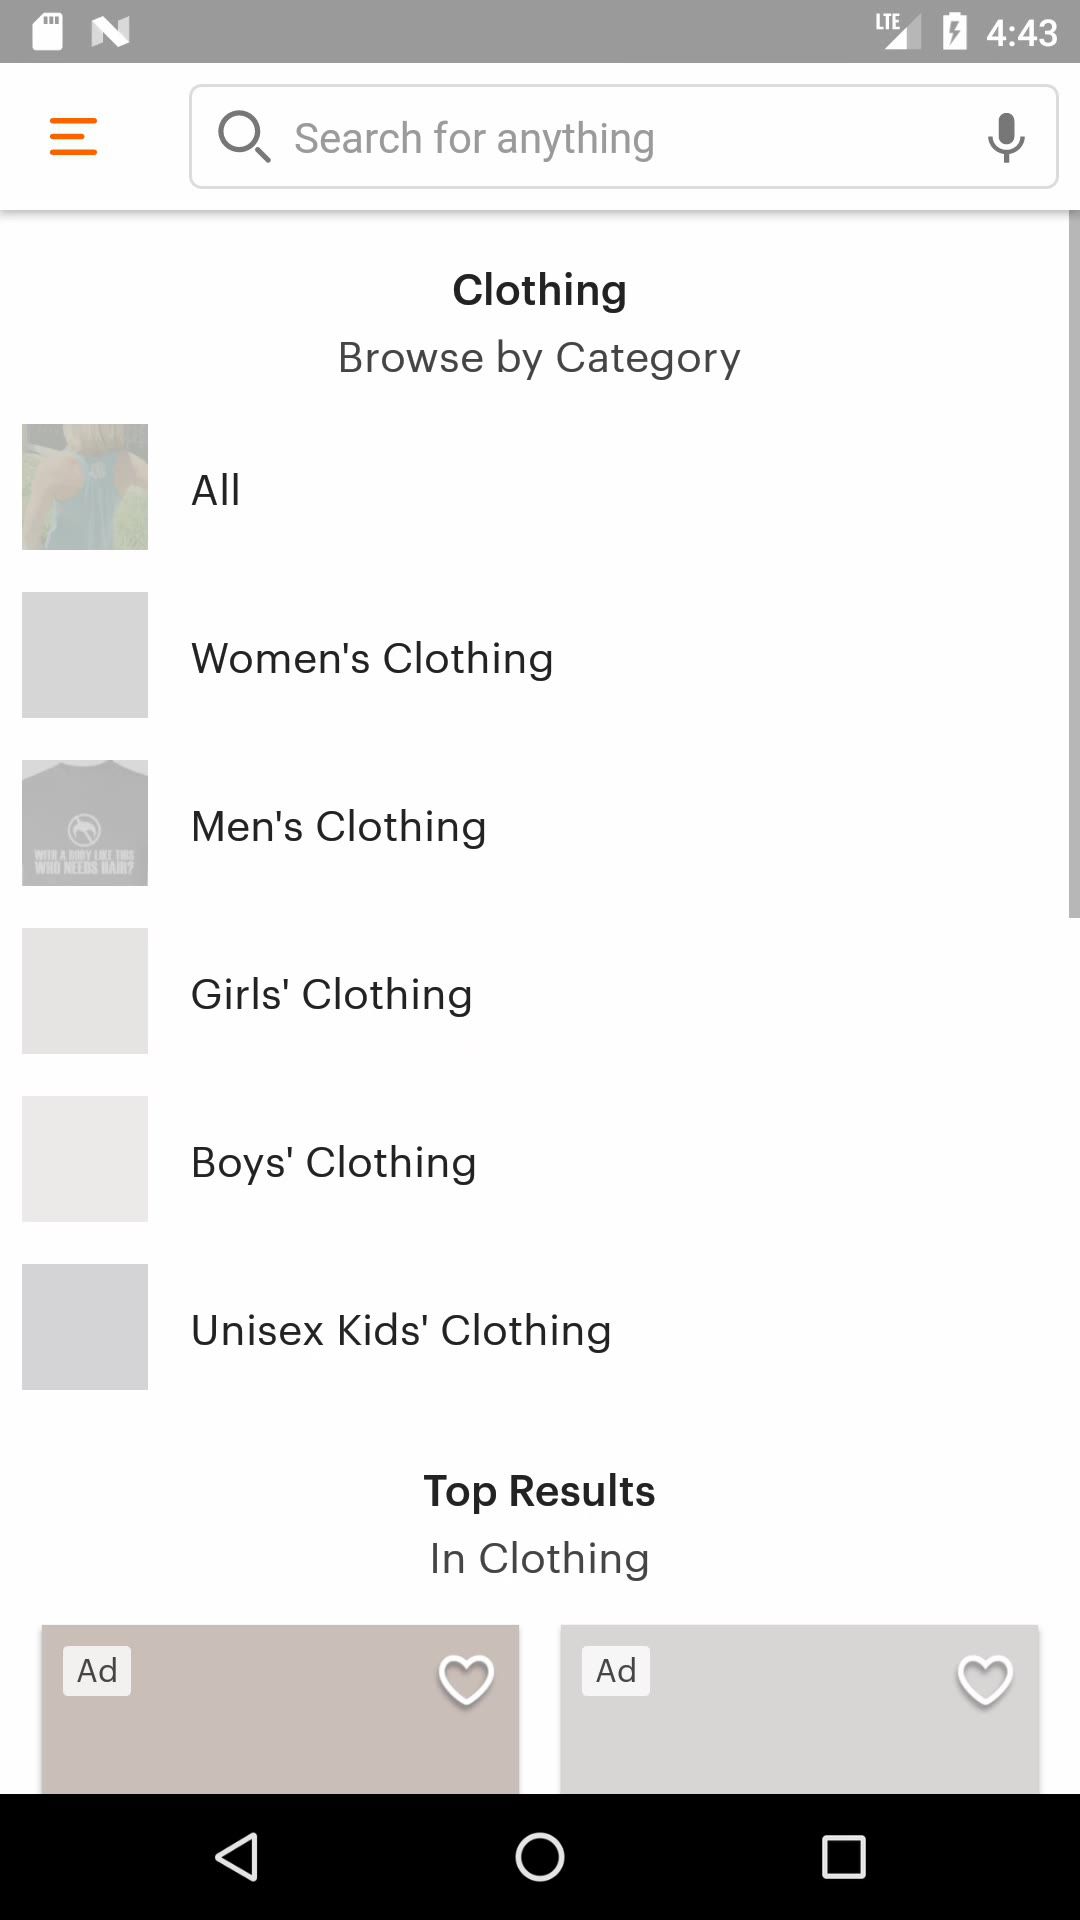 LTE 4:43
Search for anything
Clothing
Browse by Category
All
Women's Clothing
WITH A BODY LIKE THIS
WHO NEEDS HAIR?
Men's Clothing
Girls' Clothing
Boys' Clothing
Unisex Kids' Clothing
Top Results
In Clothing
Ad Ad